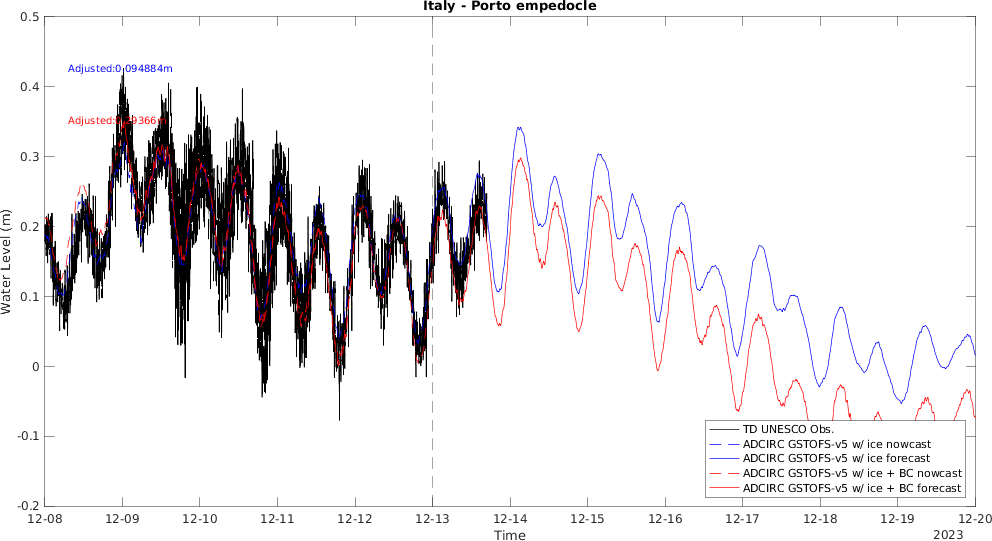 Italy - Porto empedocle
Water Level (m)
0.5
0.4
0.3
0.2
0.1
0
-0.1
-0.2
Adjusted:0.094884m
12-08
12-09
12-10
12-11
12-12
12-13
12-14
12-15
12-16
12-17
12-18
12-19
12-20
Time
2023
TD UNESCO Obs.
ADCIRC GSTOFS-v5 w/ ice nowcast
ADCIRC GSTOFS-v5 w/ ice forecast
ADCIRC GSTOFS-v5 w/ ice + BC nowcast
ADCIRC GSTOFS-v5 w/ ice + BC forecast